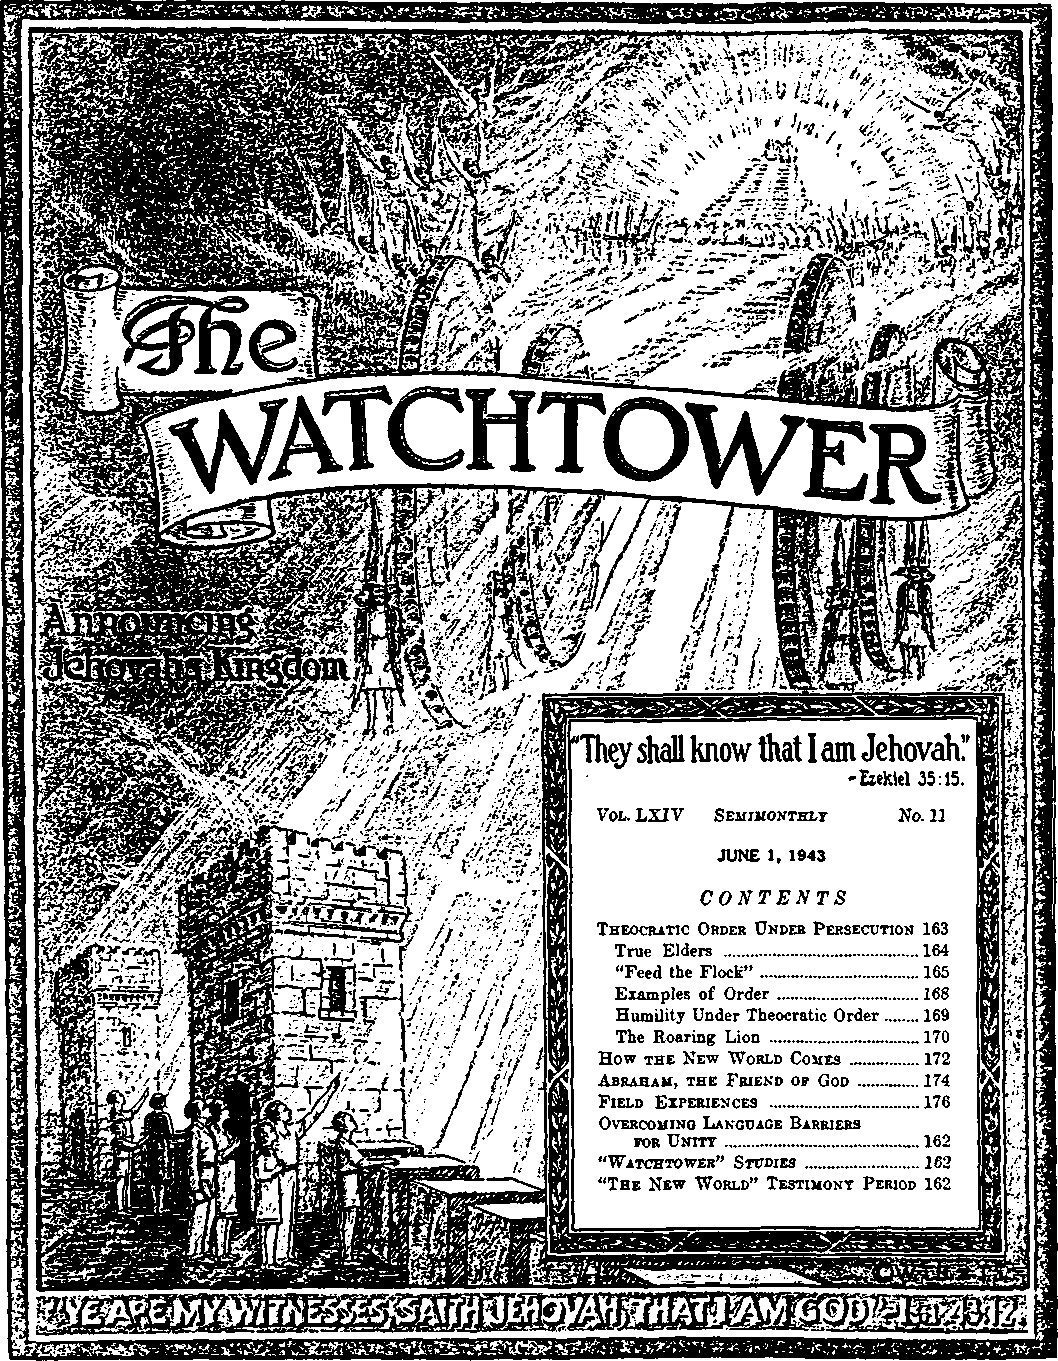 The
WATCHTOWER
Announcing
Jehovah's Kingdom
"They shall know that I am Jehovah."
- Ezekiel 35:15.
VOL. LXIV SEMIMONTHLY No. 11
JUNE 1, 1943
CONTENTS
THEOCRATIC ORDER UNDER PERSECUTION 163
True Elders ........ 164
"Feed the Flock" ........ 165
Examples of Order ........ 168
Humility Under Theocratic Order ........ 169
The Roaring Lion ........ 170
HOW THE NEW WORLD COMES ........ 172
ABRAHAM, THE FRIEND OF GOD ........ 174
FIELD EXPERIENCES ........ 176
OVERCOMING LANGUAGE BARRIERS
FOR UNITY ........ 162
"WATCHTOWER" STUDIES ........ 162
"THE NEW WORLD" TESTIMONY PERIOD 162
"YE ARE MY WITNESSES, SAITH JEHOVAH, THAT I AM GOD."-Isa. 43:12.